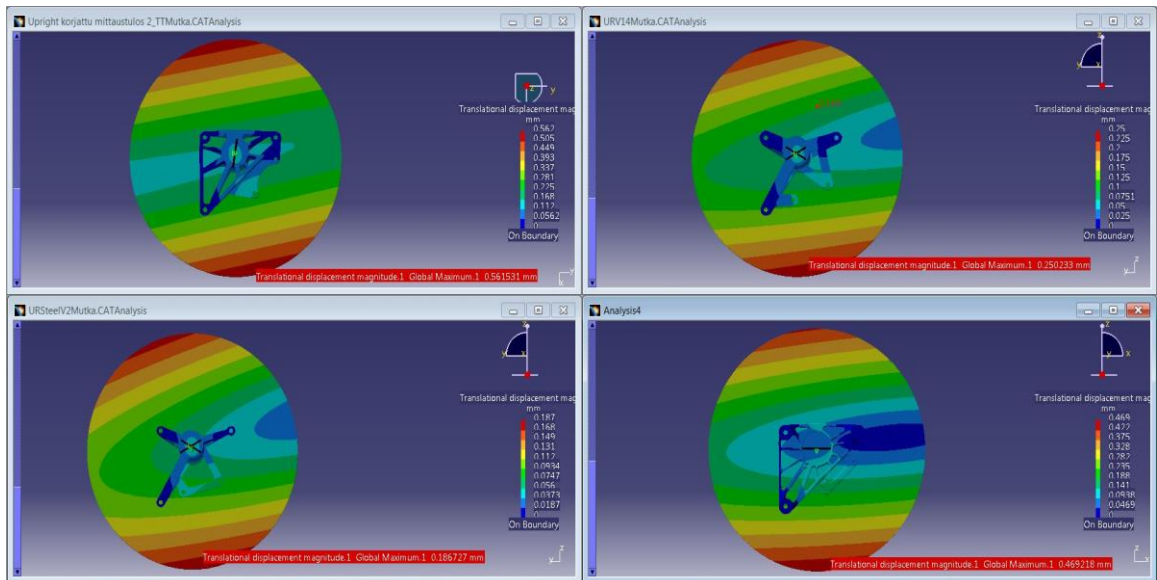 Upright korjattu mittaustulos 2_TTMutka.CATAnalysis
y
z
Translational displacement mag
mm
0.562
0.505
0.449
0.393
0.337
0.281
0.225
0.168
0.112
0.0562
0
On Boundary
Translational displacement magnitude.1 Global Maximum.1 0.561531 mm
y
x
URV14Mutka.CATAnalysis
z
y x
Translational displacement mag
mm
0.25
0.225
0.2
0.175
0.15
0.125
0.1
0.0751
0.05
0.025
0
On Boundary
Translational displacement magnitude.1 Global Maximum.1 0.250233 mm
z
y
URSteelV2Mutka.CATAnalysis
z
y x
Translational displacement mag
mm
0.187
0.168
0.149
0.131
0.112
0.0934
0.0747
0.056
0.0373
0.0187
0
On Boundary
Translational displacement magnitude.1 Global Maximum.1 0.186727 mm
z
y
Analysis4
z
y x
Translational displacement mag
mm
0.469
0.422
0.375
0.328
0.282
0.235
0.188
0.141
0.0938
0.0469
0
On Boundary
Translational displacement magnitude.1 Global Maximum.1 0.469218 mm
z